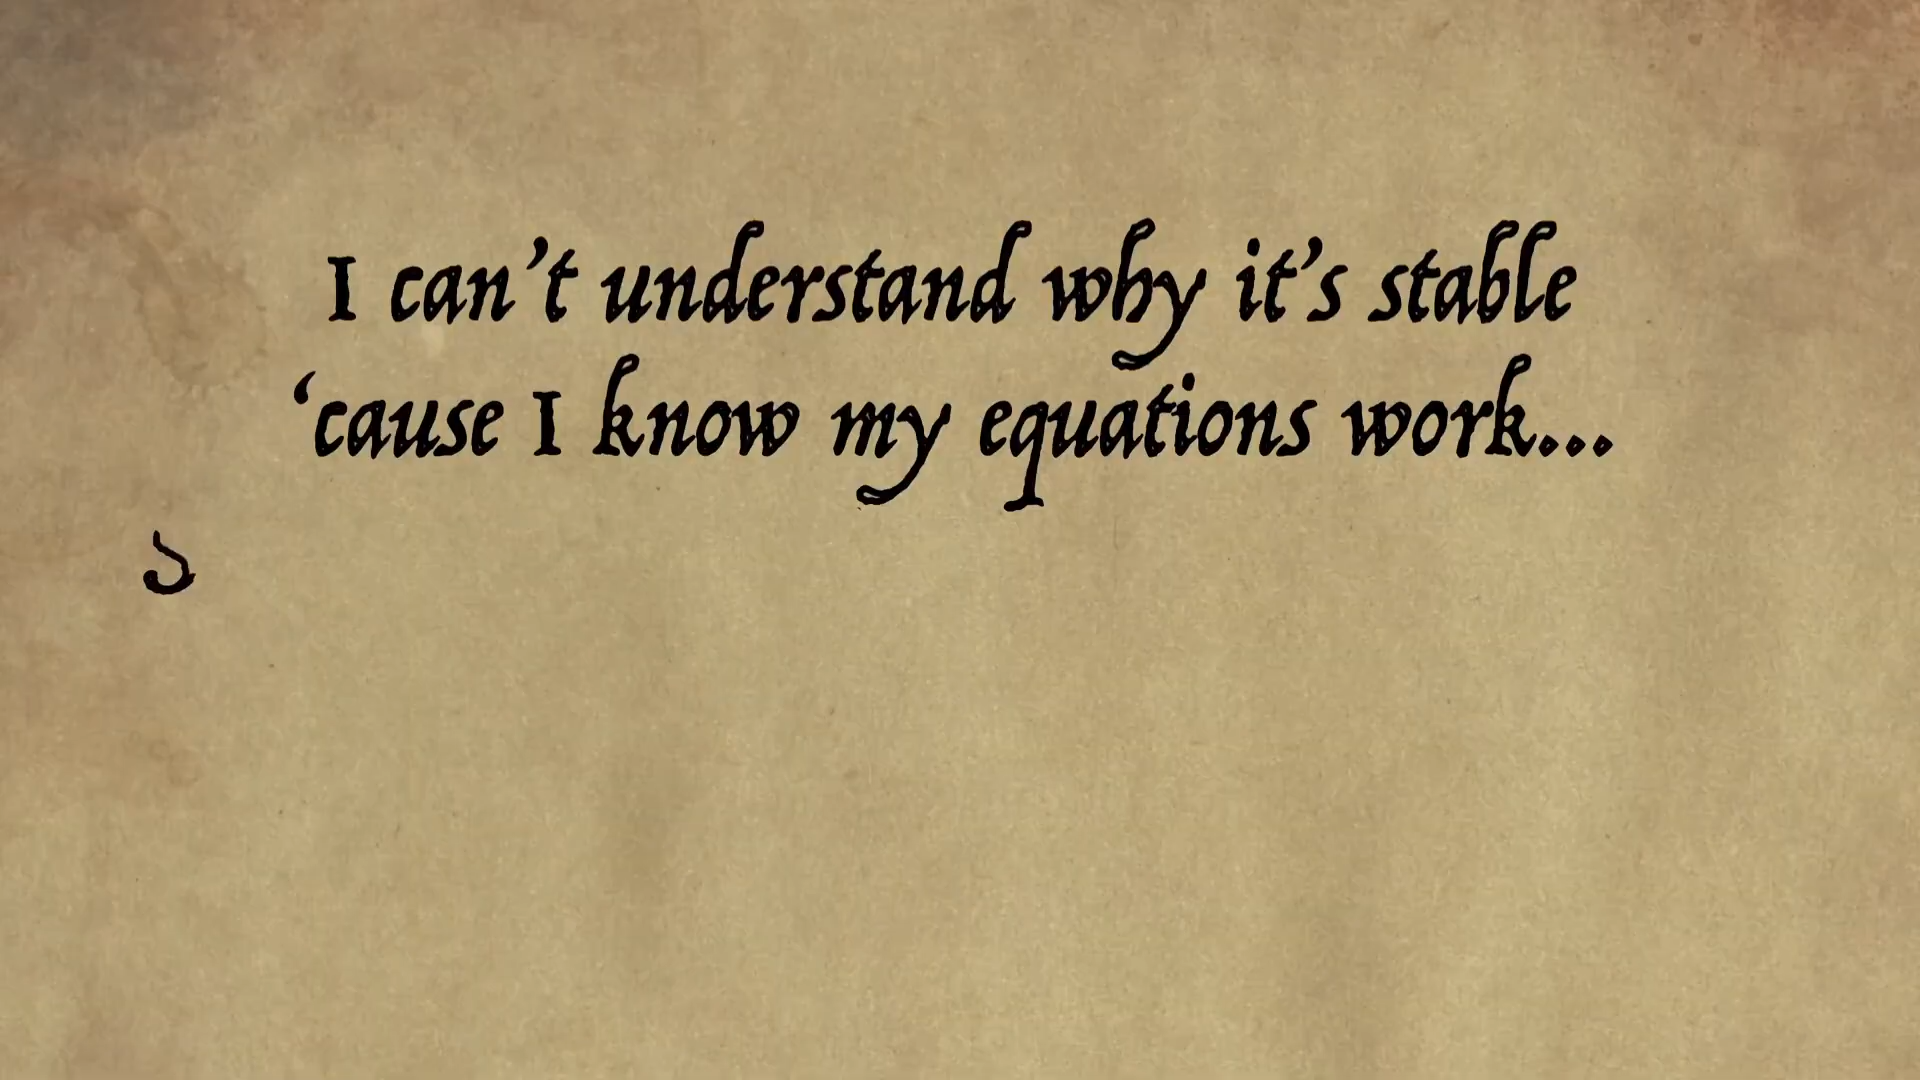 I can’t understand why it’s stable
‘cause I know my equations work...